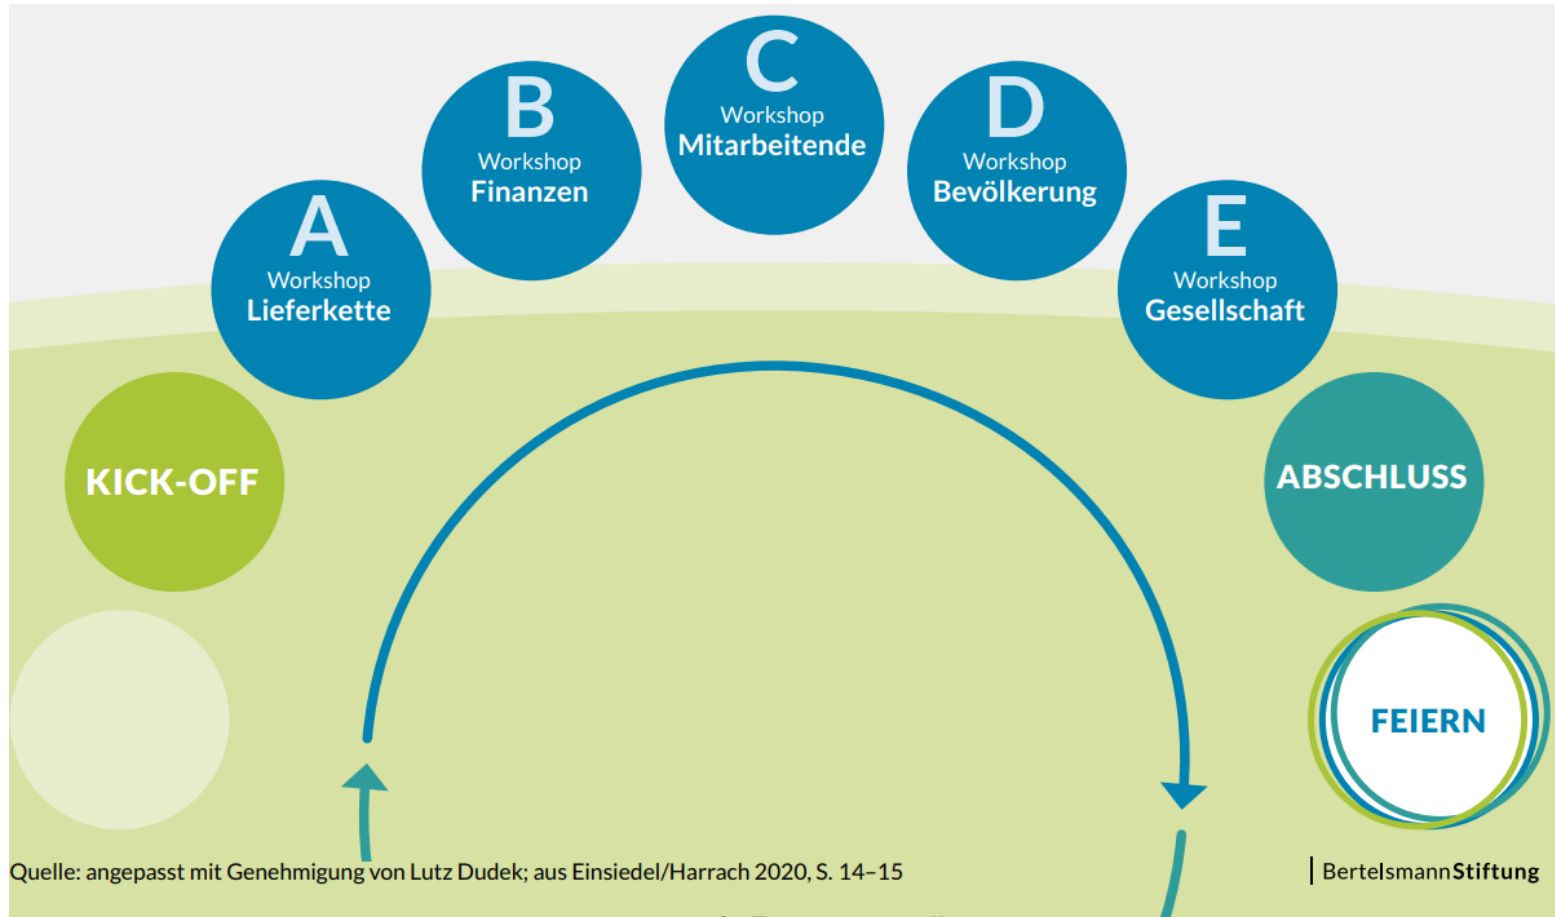 C
Workshop
Mitarbeitende
B
Workshop
Finanzen
D
Workshop
Bevölkerung
A
Workshop
Lieferkette
E
Workshop
Gesellschaft
KICK-OFF
ABSCHLUSS
FEIERN
Quelle: angepasst mit Genehmigung von Lutz Dudek; aus Einsiedel/Harrach 2020, S. 14–15
BertelsmannStiftung